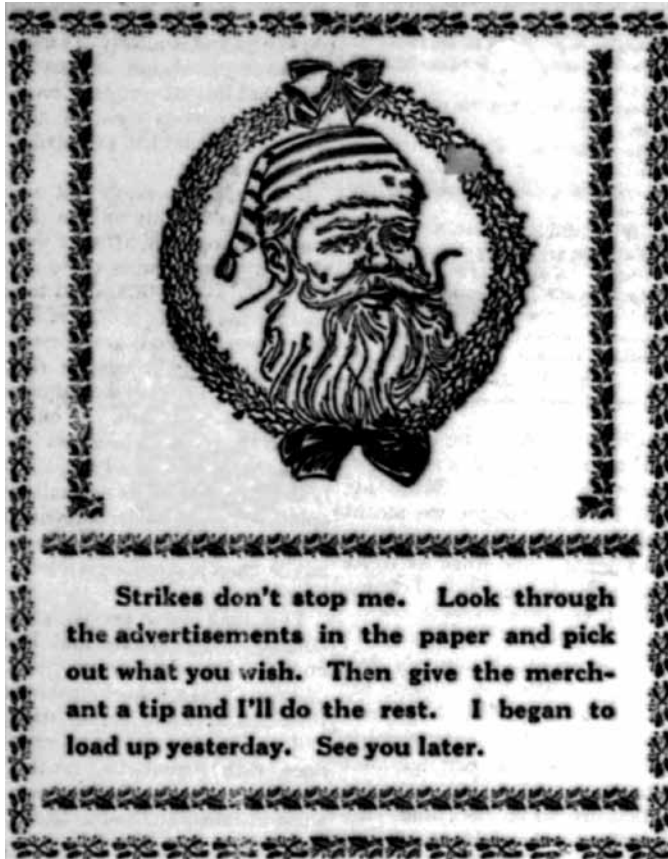 Strikes don't stop me. Look through
the advertisements in the paper and pick
out what you wish. Then give the merch-
ant a tip and I'll do the rest. I began to
load up yesterday. See you later.